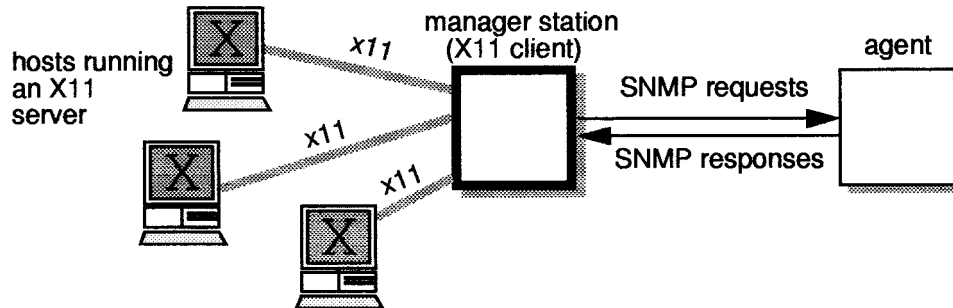 manager station
(X11 client)
agent
hosts running
an X11
server
X
x11
SNMP requests
X
x11
SNMP responses
x11
X